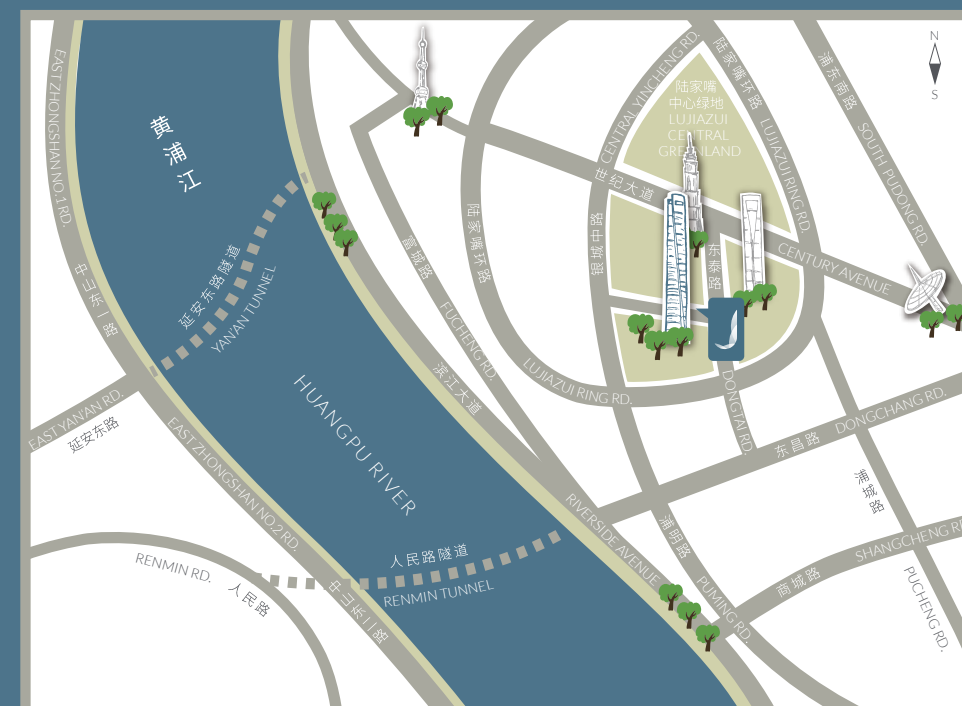 N
S
EAST ZHONGSHAN NO.1 RD.
中山东一路
黄浦江
延安东路隧道
YAN'AN TUNNEL
EAST YAN'AN RD.
延安东路
EAST ZHONGSHAN NO.2 RD.
中山东二路
HUANGPU RIVER
人民路隧道
RENMIN TUNNEL
RENMIN RD.
人民路
富城路
FUCHENG RD.
滨江大道
RIVERSIDE AVENUE
陆家嘴环路
LUJIAZUI RING RD.
CENTRAL YINCHENG RD.
银城中路
陆家嘴
中心绿地
LUJIAZUI
CENTRAL
GREENLAND
世纪大道
CENTURY AVENUE
东泰路
DONGTAI RD.
陆家嘴环路
LUJIAZUI RING RD.
浦东南路
SOUTH PUDONG RD.
东昌路
DONGCHANG RD.
浦城路
PUCHENG RD.
浦明路
PUMING RD.
商城路
SHANGCHENG R